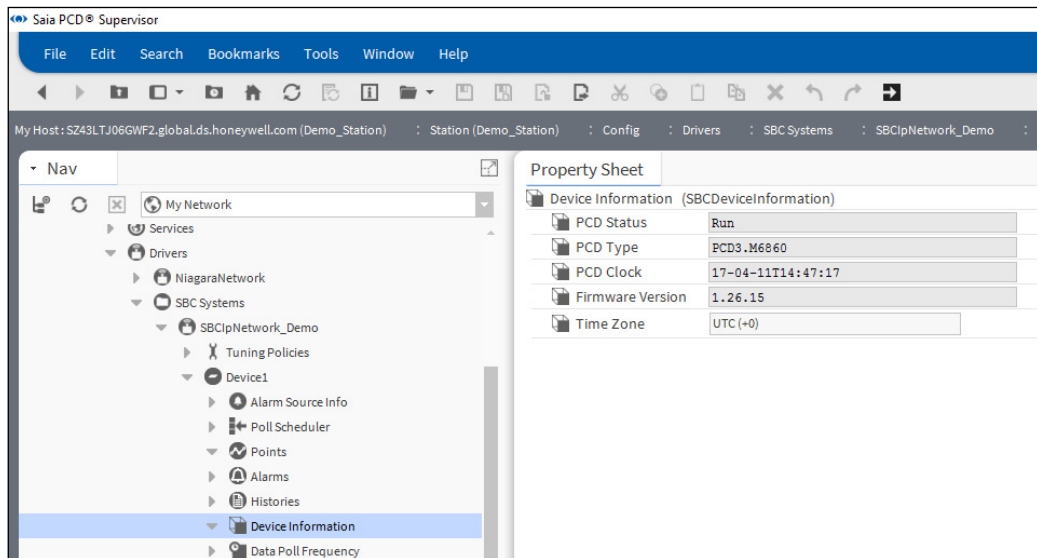 Saia PCD® Supervisor
File Edit Search Bookmarks Tools Window Help
My Host : SZ43LTJ06GWF2.global.ds.honeywell.com (Demo_Station) : Station (Demo_Station) : Config : Drivers : SBC Systems : SBCIpNetwork_Demo :
Nav
My Network
Services
Drivers
NiagaraNetwork
SBC Systems
SBCIpNetwork_Demo
Tuning Policies
Device1
Alarm Source Info
Poll Scheduler
Points
Alarms
Histories
Device Information
Data Poll Frequency
Property Sheet
Device Information (SBCDeviceInformation)
PCD Status Run
PCD Type PCD3.M6860
PCD Clock 17-04-11T14:47:17
Firmware Version 1.26.15
Time Zone UTC (+0)